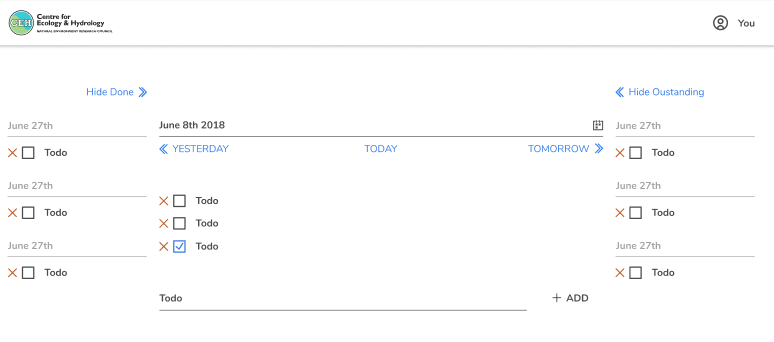 CEH
Centre for
Ecology & Hydrology
NATURAL ENVIRONMENT RESEARCH COUNCIL
You
Hide Done
Hide Oustanding
June 27th
Todo
June 27th
Todo
June 27th
Todo
June 8th 2018
YESTERDAY TODAY TOMORROW
Todo
Todo
Todo
Todo
ADD
June 27th
Todo
June 27th
Todo
June 27th
Todo